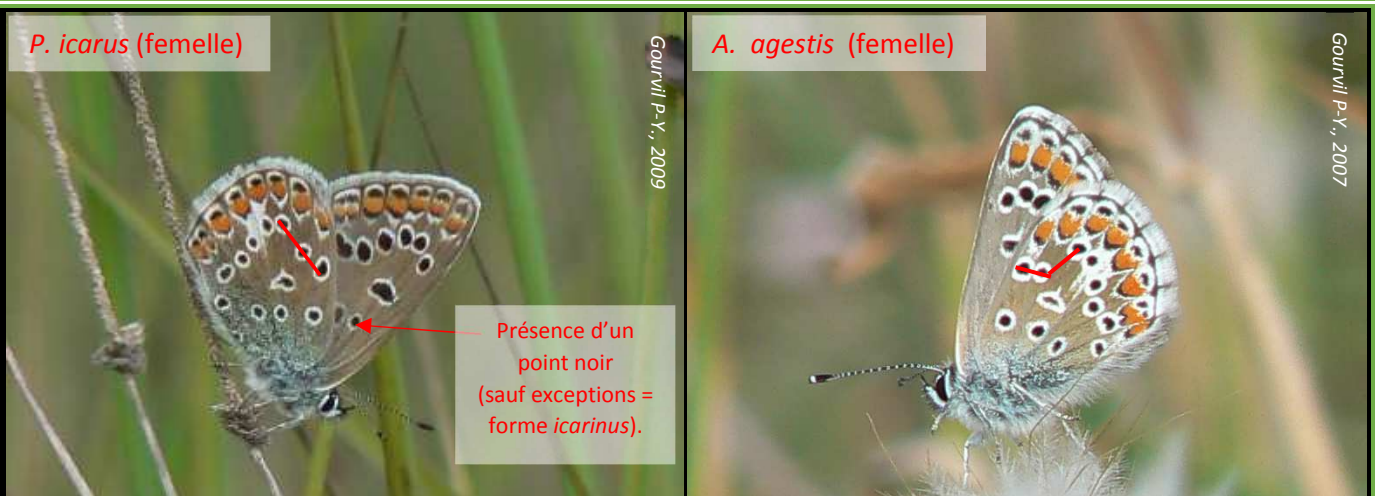 P. icarus (femelle)
Gourvil P-Y., 2009
Présence d'un
point noir
(sauf exceptions =
forme icarinus).
A. agestis (femelle)
Gourvil P-Y., 2007